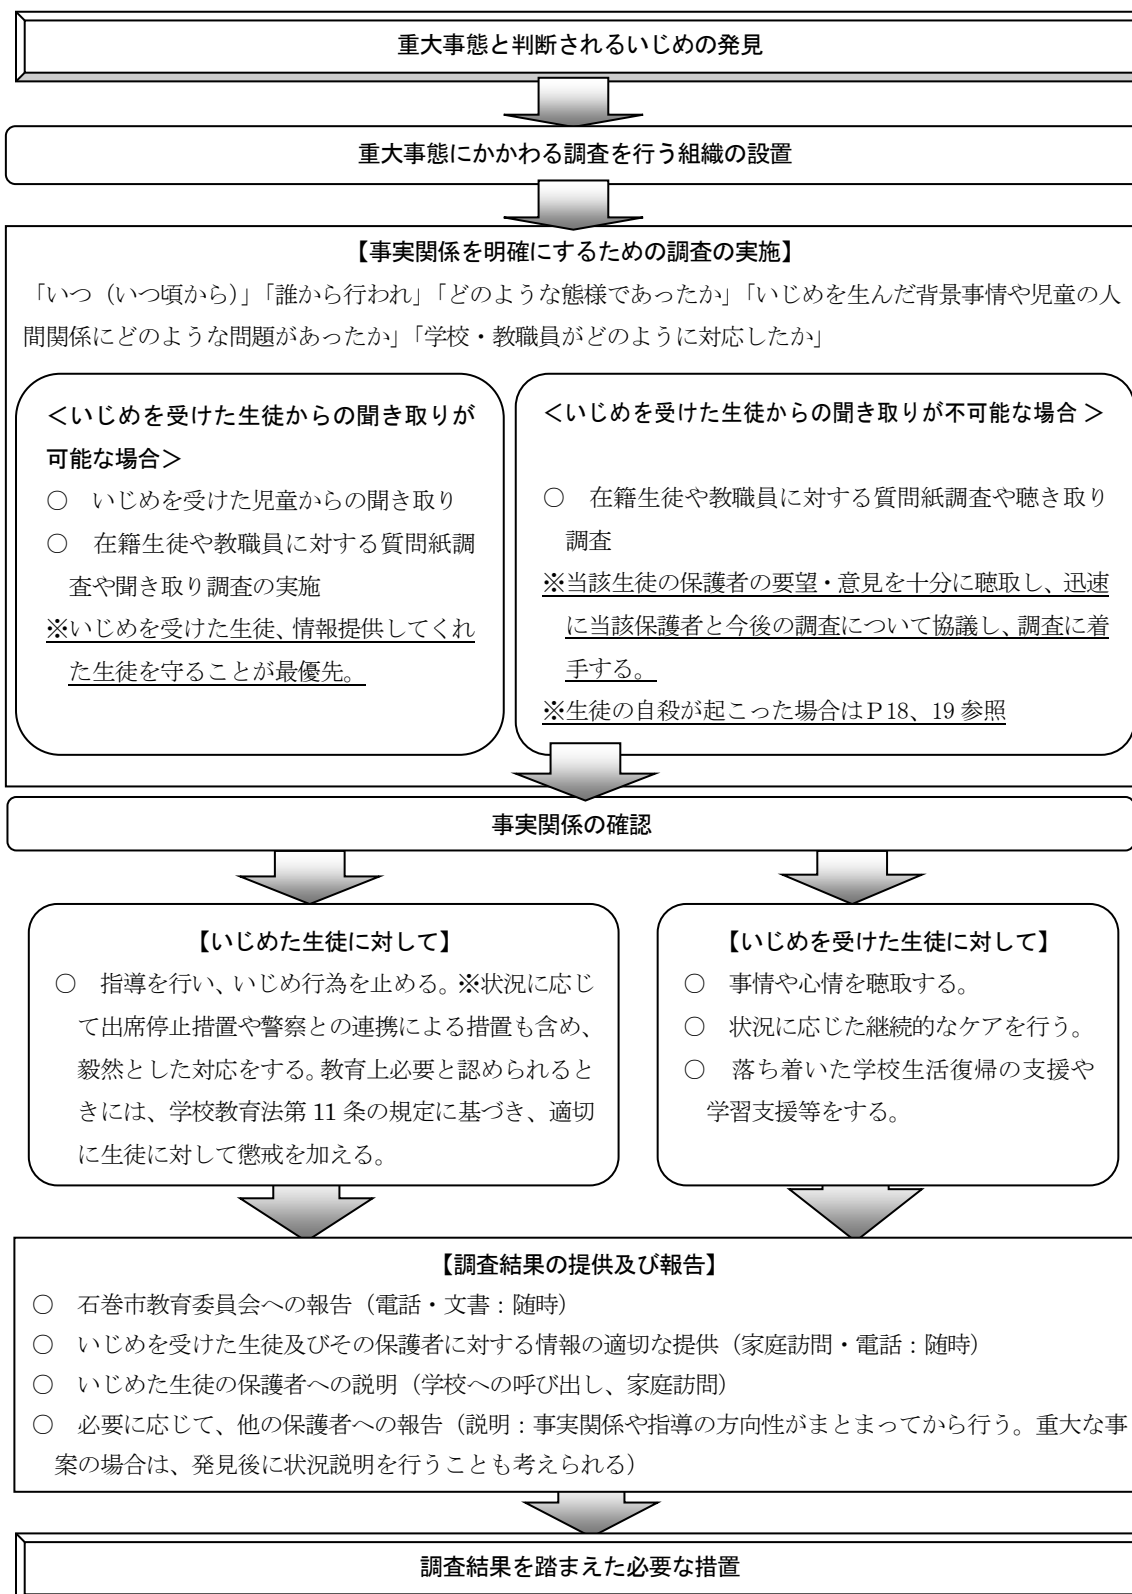 重大事態と判断されるいじめの発見
重大事態にかかわる調査を行う組織の設置
【事実関係を明確にするための調査の実施】
「いつ（いつ頃から）」「誰から行われ」「どのような態様であったか」「いじめを生んだ背景事情や児童の人
間関係にどのような問題があったか」「学校・教職員がどのように対応したか」
＜いじめを受けた生徒からの聞き取りが
可能な場合＞
○　いじめを受けた児童からの聞き取り
○　在籍生徒や教職員に対する質問紙調
査や聞き取り調査の実施
※いじめを受けた生徒、情報提供してくれ
た生徒を守ることが最優先。
＜いじめを受けた生徒からの聞き取りが不可能な場合 ＞
○　在籍生徒や教職員に対する質問紙調査や聴き取り
調査
※当該生徒の保護者の要望・意見を十分に聴取し、迅速
に当該保護者と今後の調査について協議し、調査に着
手する。
※生徒の自殺が起こった場合はＰ18、19 参照
事実関係の確認
【いじめた生徒に対して】
○　指導を行い、いじめ行為を止める。※状況に応じ
て出席停止措置や警察との連携による措置も含め、
毅然とした対応をする。教育上必要と認められると
きには、学校教育法第 11 条の規定に基づき、適切
に生徒に対して懲戒を加える。
【いじめを受けた生徒に対して】
○　事情や心情を聴取する。
○　状況に応じた継続的なケアを行う。
○　落ち着いた学校生活復帰の支援や
学習支援等をする。
【調査結果の提供及び報告】
○　石巻市教育委員会への報告（電話・文書：随時）
○　いじめを受けた生徒及びその保護者に対する情報の適切な提供（家庭訪問・電話：随時）
○　いじめた生徒の保護者への説明（学校への呼び出し、家庭訪問）
○　必要に応じて、他の保護者への報告（説明：事実関係や指導の方向性がまとまってから行う。重大な事
案の場合は、発見後に状況説明を行うことも考えられる）
調査結果を踏まえた必要な措置